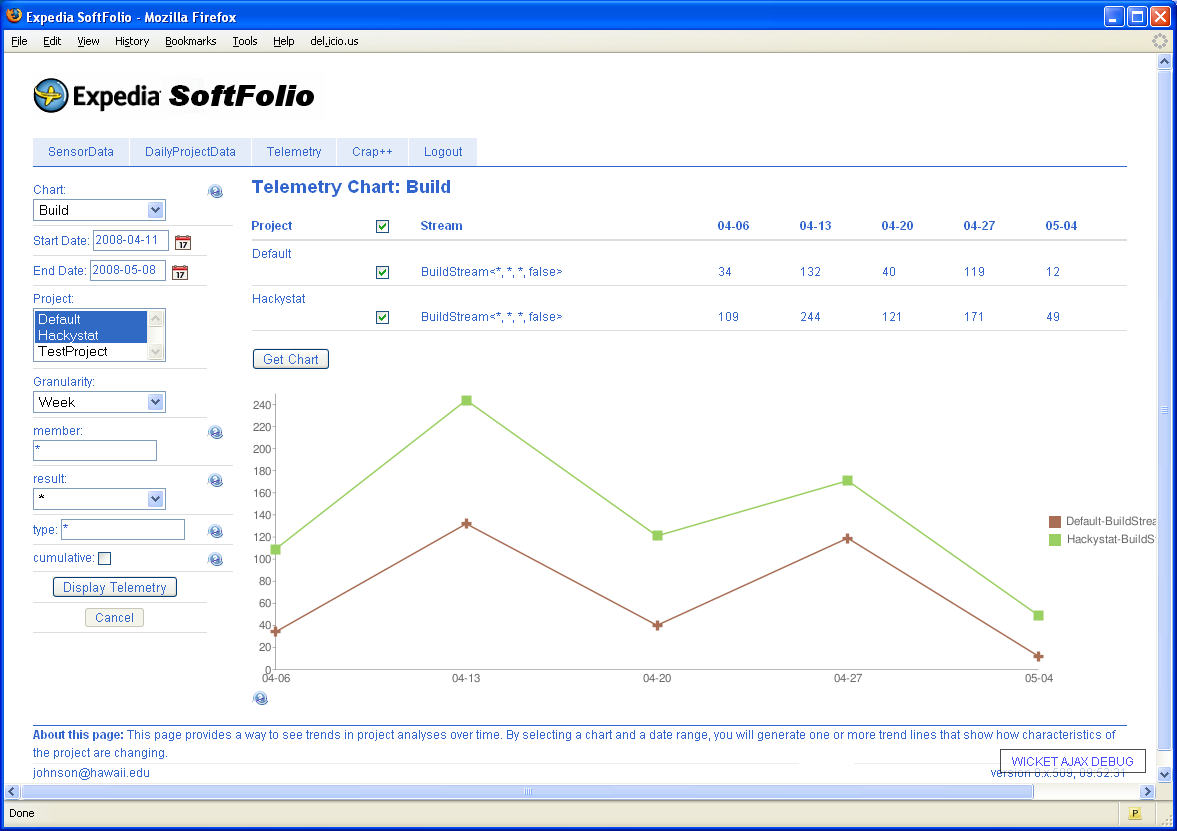 Expedia SoftFolio - Mozilla Firefox
File Edit View History Bookmarks Tools Help del.icio.us
Expedia SoftFolio
SensorData DailyProjectData Telemetry Crap++ Logout
Chart:
Build
Start Date: 2008-04-11 17
End Date: 2008-05-08 17
Project:
Default
Hackystat
TestProject
Granularity:
Week
member:
*
result:
*
type: *
cumulative:
Display Telemetry
Cancel
Telemetry Chart: Build
Project Stream 04-06 04-13 04-20 04-27 05-04
Default
BuildStream<*, *, *, false> 34 132 40 119 12
Hackystat
BuildStream<*, *, *, false> 109 244 121 171 49
Get Chart
240
220
200
180
160
140
120
100
80
60
40
20
0
04-06 04-13 04-20 04-27 05-04
Default-BuildStrea
Hackystat-BuildS
About this page: This page provides a way to see trends in project analyses over time. By selecting a chart and a date range, you will generate one or more trend lines that show how characteristics of
the project are changing.
johnson@hawaii.edu
version 8.x.509, 09:52:31
WICKET AJAX DEBUG
Done
P